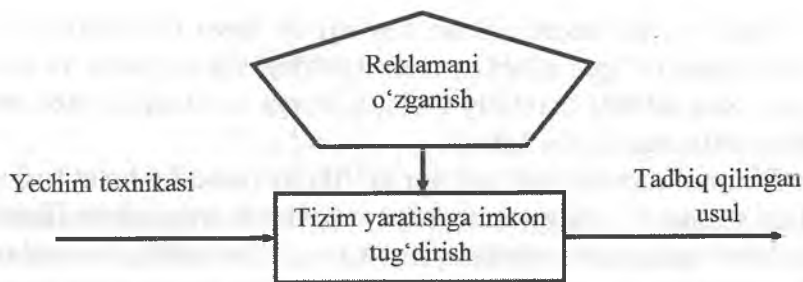 Reklamani
o‘zganish
Yechim texnikasi
Tizim yaratishga imkon
tug‘dirish
Tadbiq qilingan
usul